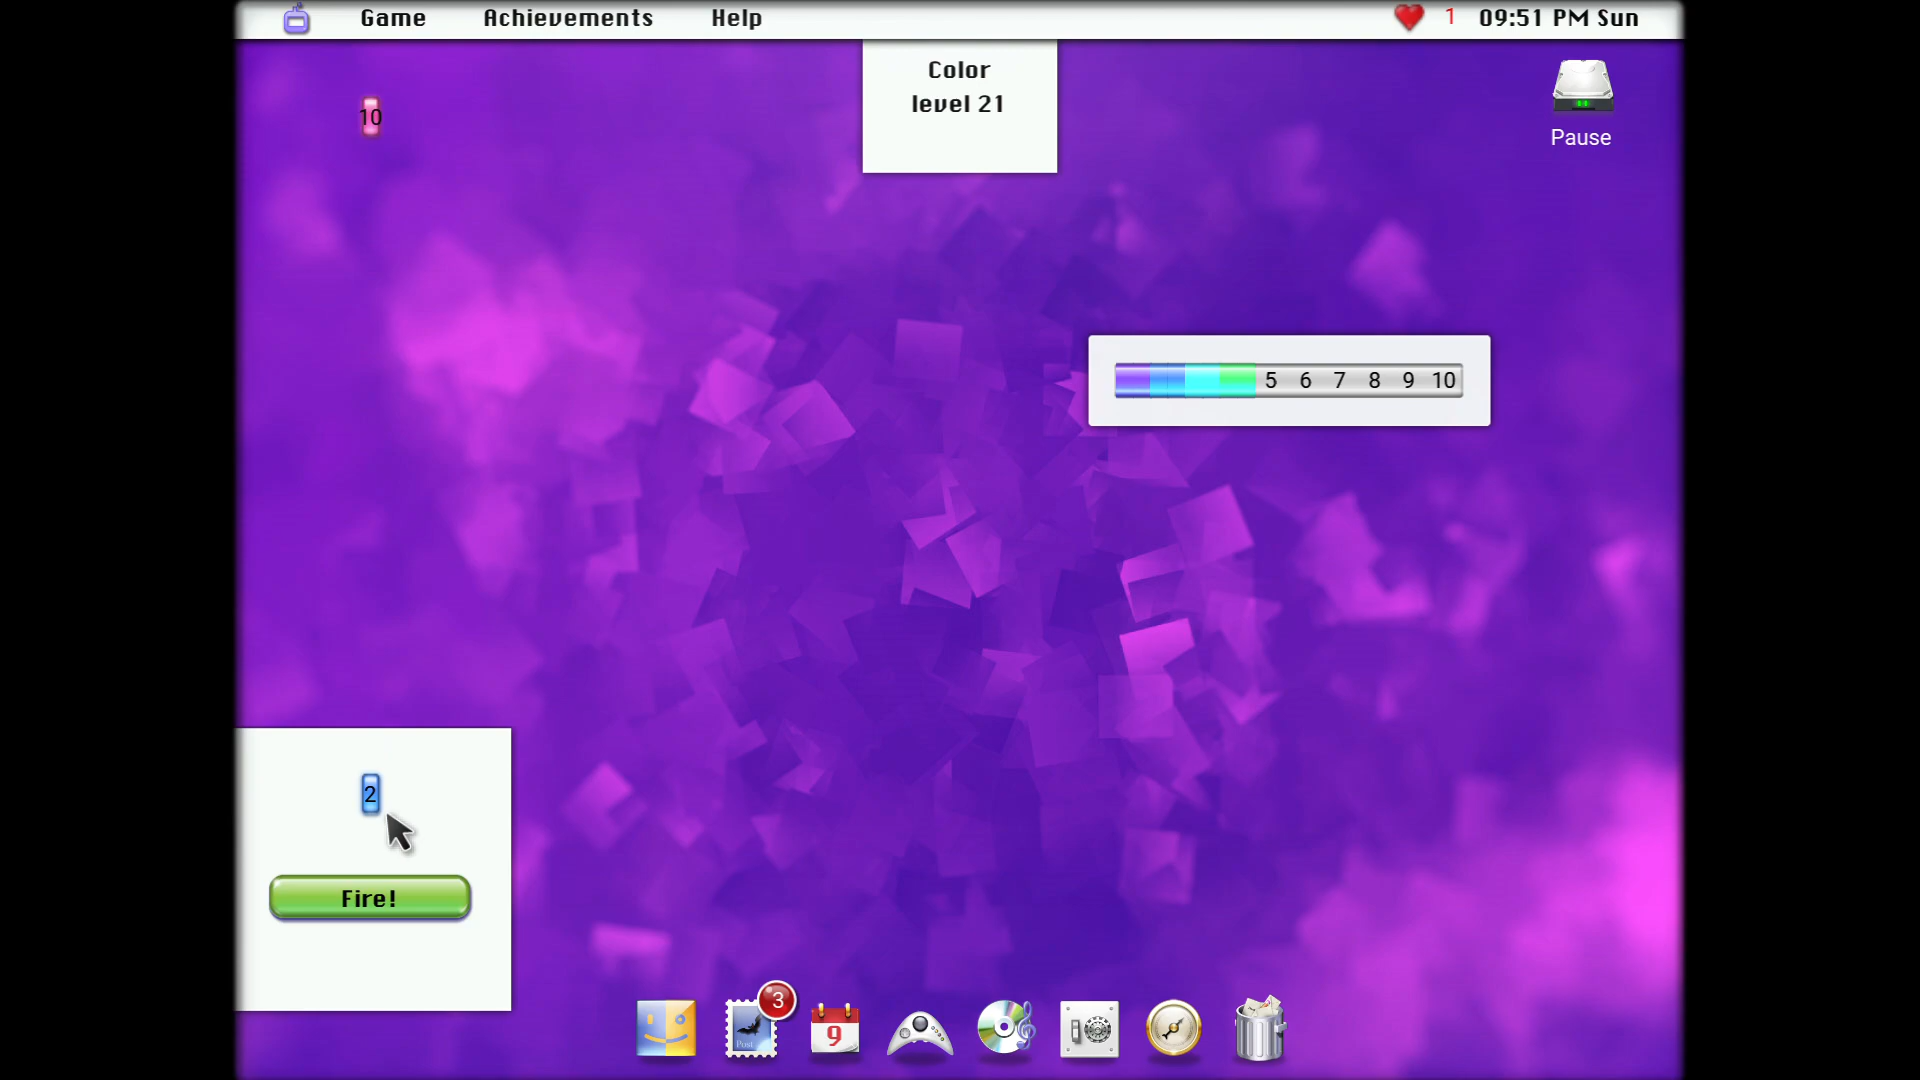 Game Achievements Help 1 09:51 PM Sun
Color
level 21
10
Pause
5 6 7 8 9 10
2
Fire!
3
Post
9